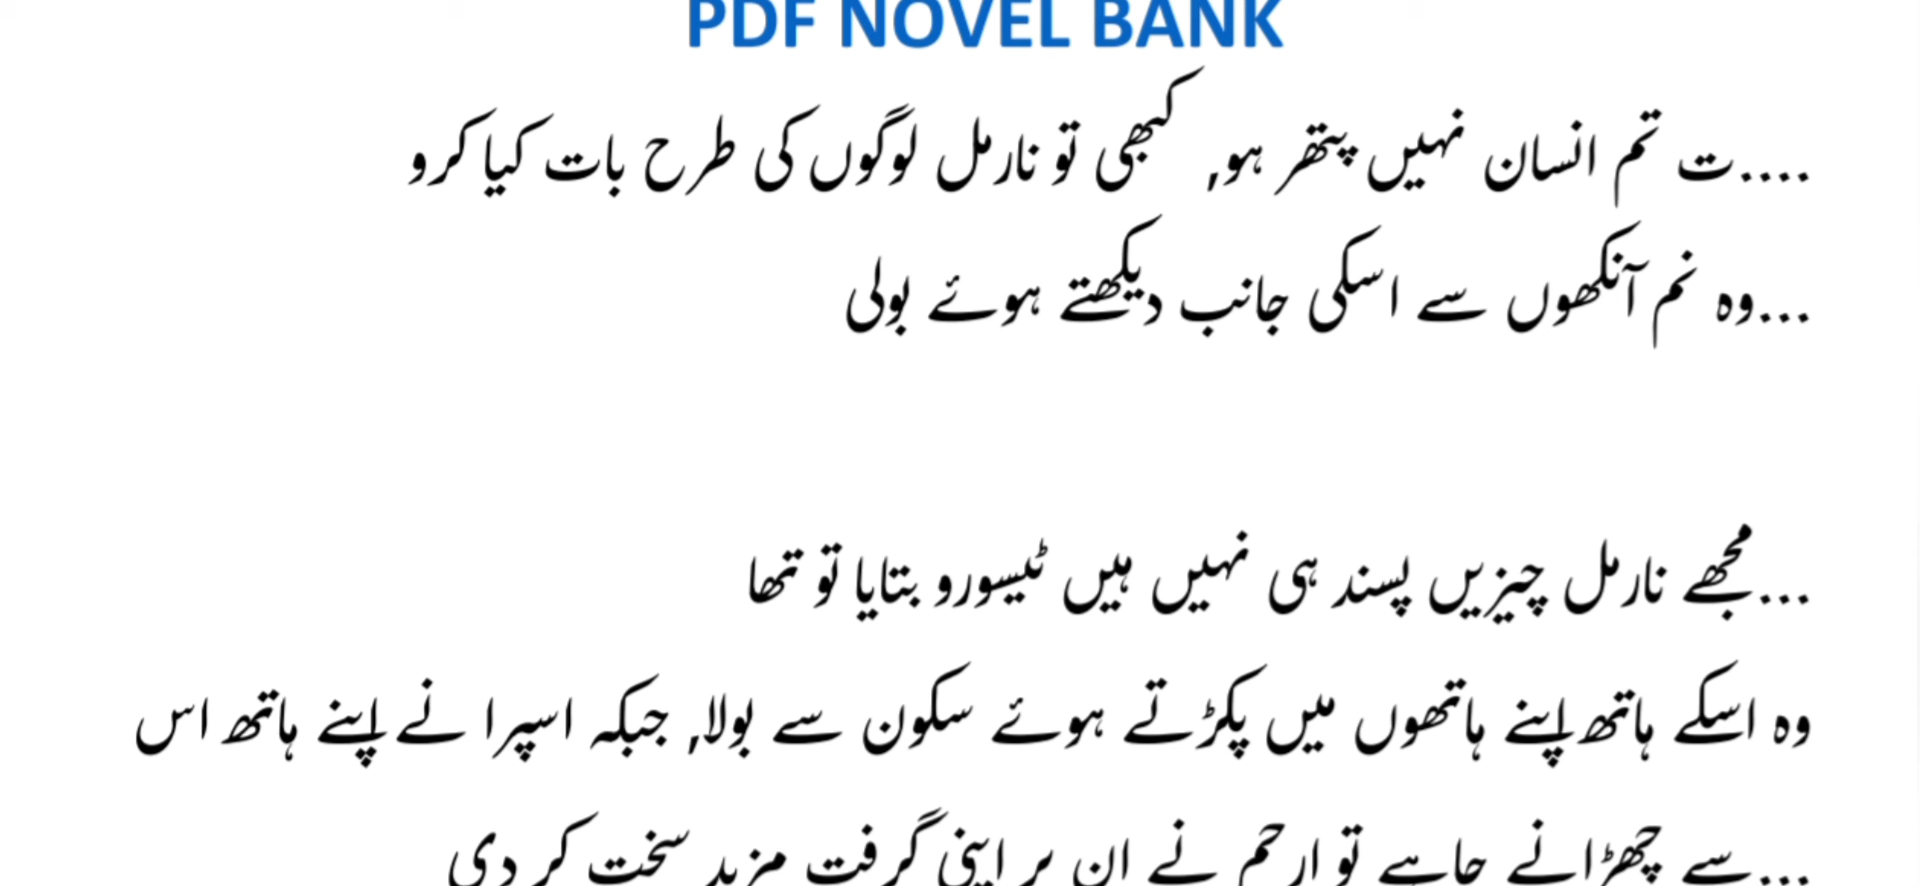 PDF NOVEL BANK
....ت تم انسان نہیں پتھر ہو, کبھی تو نارمل لوگوں کی طرح بات کیا کرو
...وہ نم آنکھوں سے اسکی جانب دیکھتے ہوئے بولی
...مجھے نارمل چیزیں پسند ہی نہیں ہیں ٹیسورو بتایا تو تھا
وہ اسکے ہاتھ اپنے ہاتھوں میں پکڑتے ہوئے سکون سے بولا, جبکہ اسپرا نے اپنے ہاتھ اس
...سے چھڑانے چاہے تو ارحم نے ان پر اپنی گرفت مزید سخت کر دی